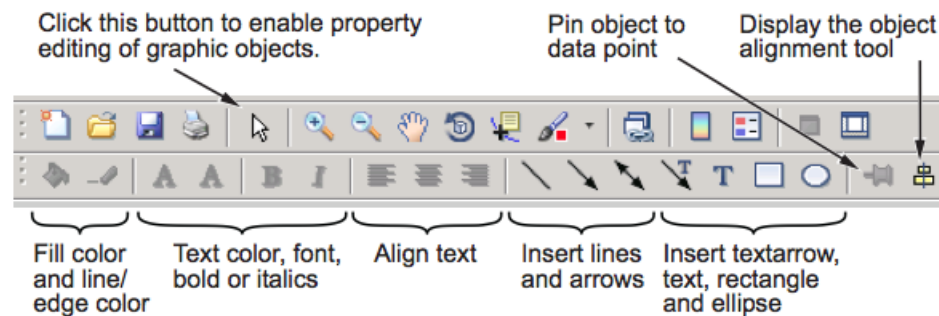 Click this button to enable property
editing of graphic objects.
Pin object to
data point
Display the object
alignment tool
A A B I T T
Fill color
and line/
edge color
Text color, font,
bold or italics
Align text
Insert lines
and arrows
Insert textarrow,
text, rectangle
and ellipse